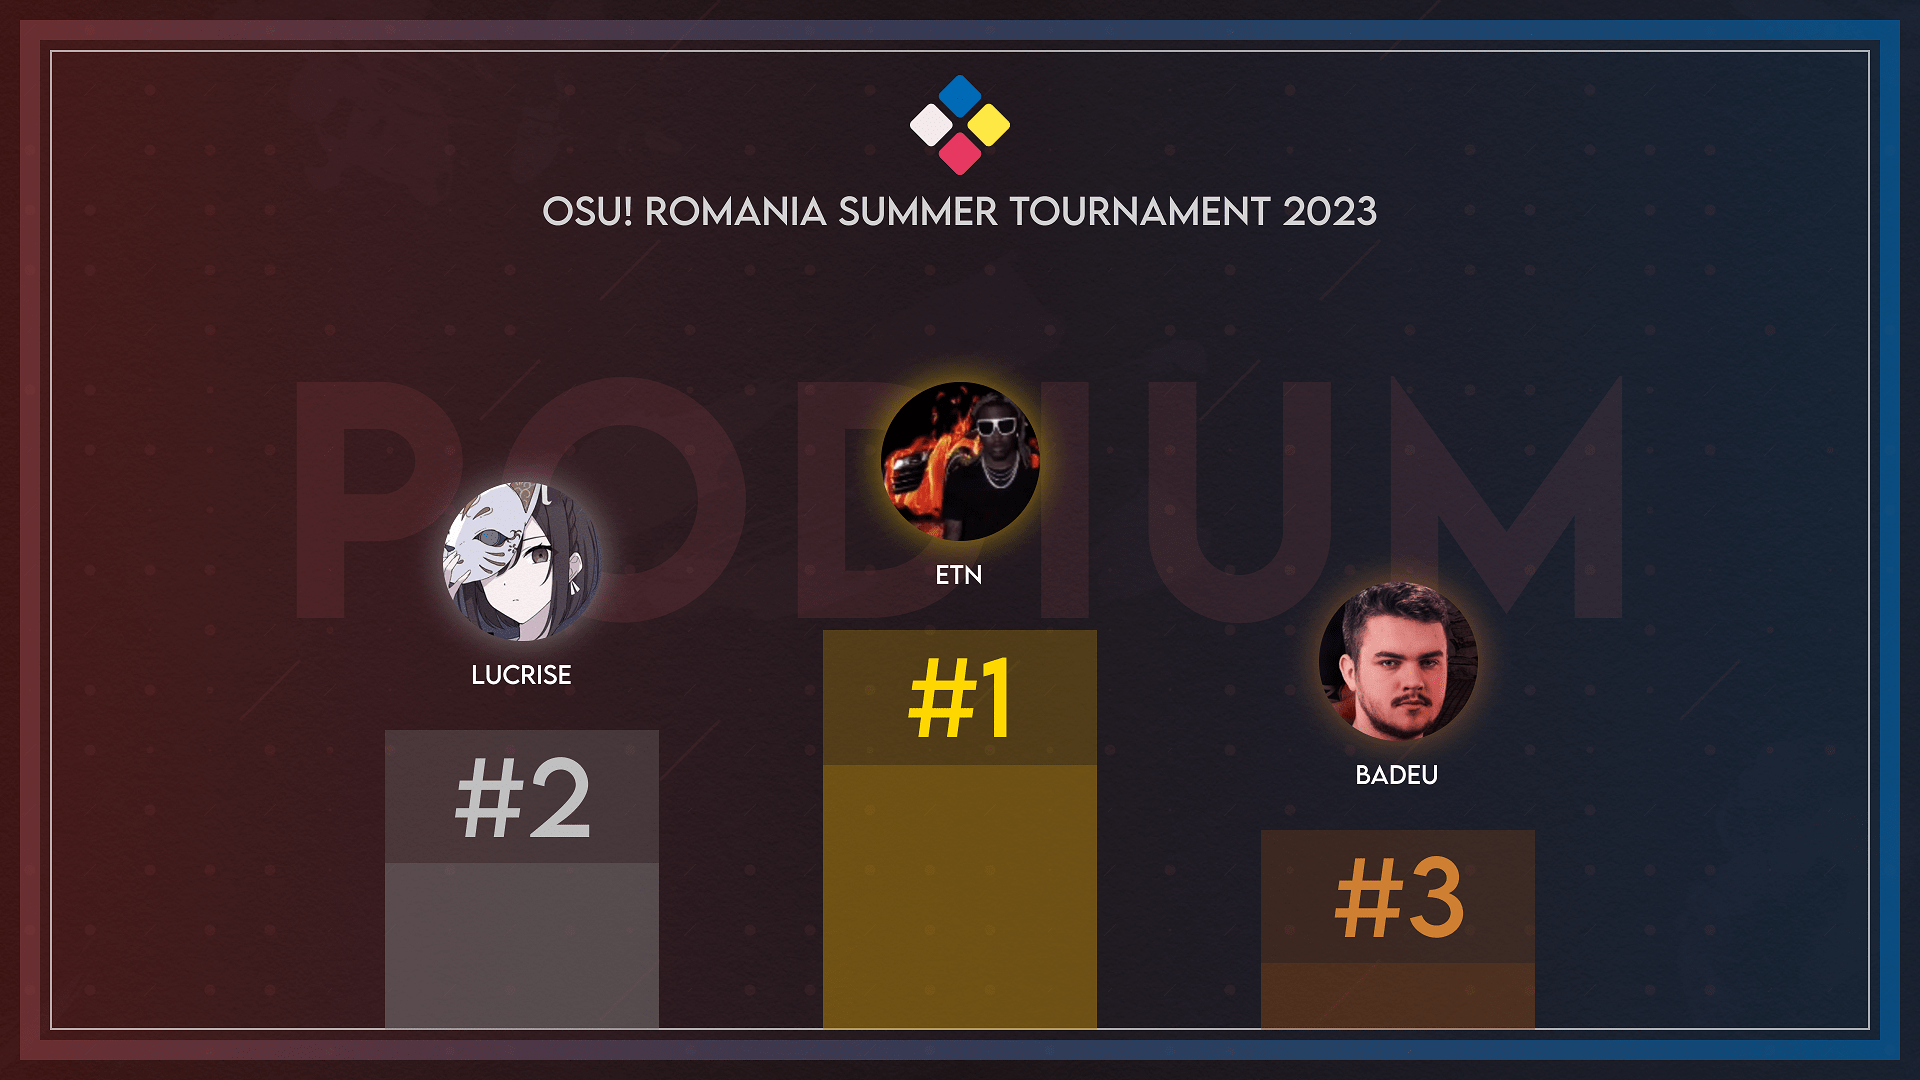 OSU! ROMANIA SUMMER TOURNAMENT 2023
PODIUM
ETN
#1
LUCRISE
#2
BADEU
#3